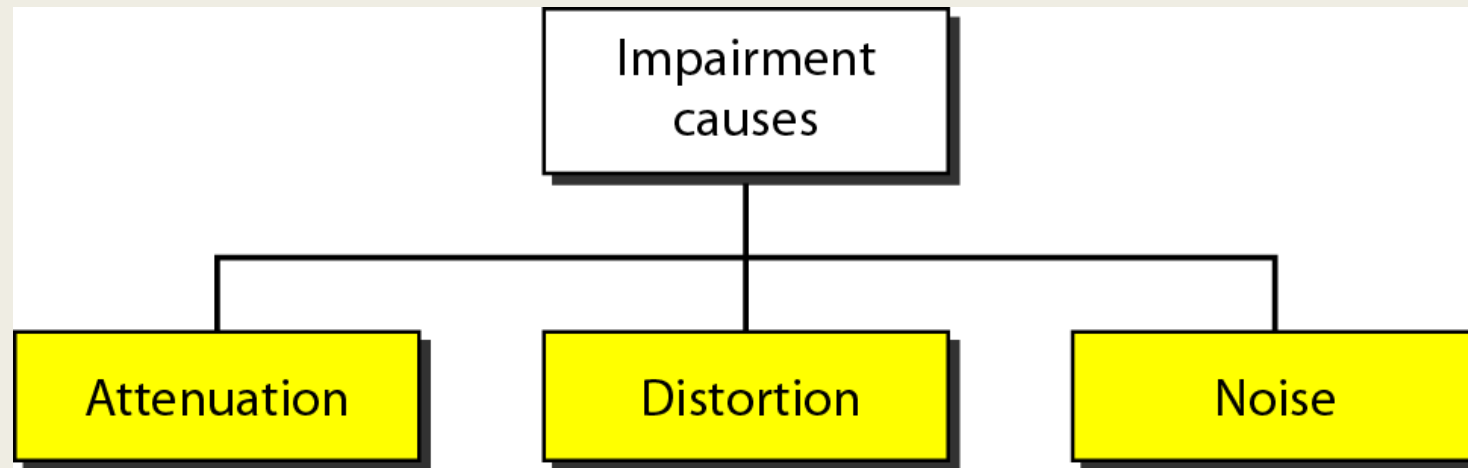 Impairment
causes
Attenuation
Distortion
Noise